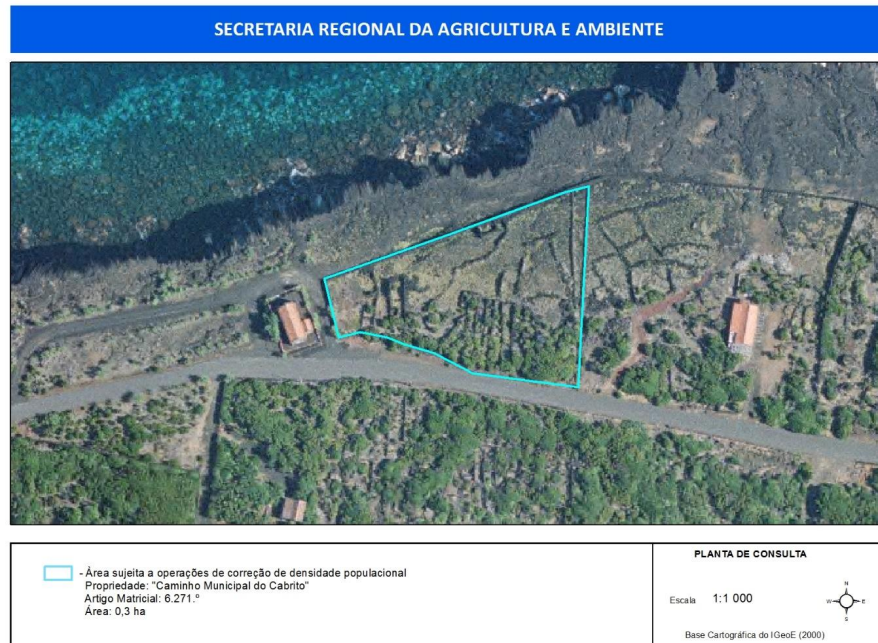 SECRETARIA REGIONAL DA AGRICULTURA E AMBIENTE
- Área sujeita a operações de correção de densidade populacional
Propriedade: "Caminho Municipal do Cabrito"
Artigo Matricial: 6.271.º
Área: 0,3 ha
PLANTA DE CONSULTA
Escala 1:1 000
N
W E
S
Base Cartográfica do IGeoE (2000)